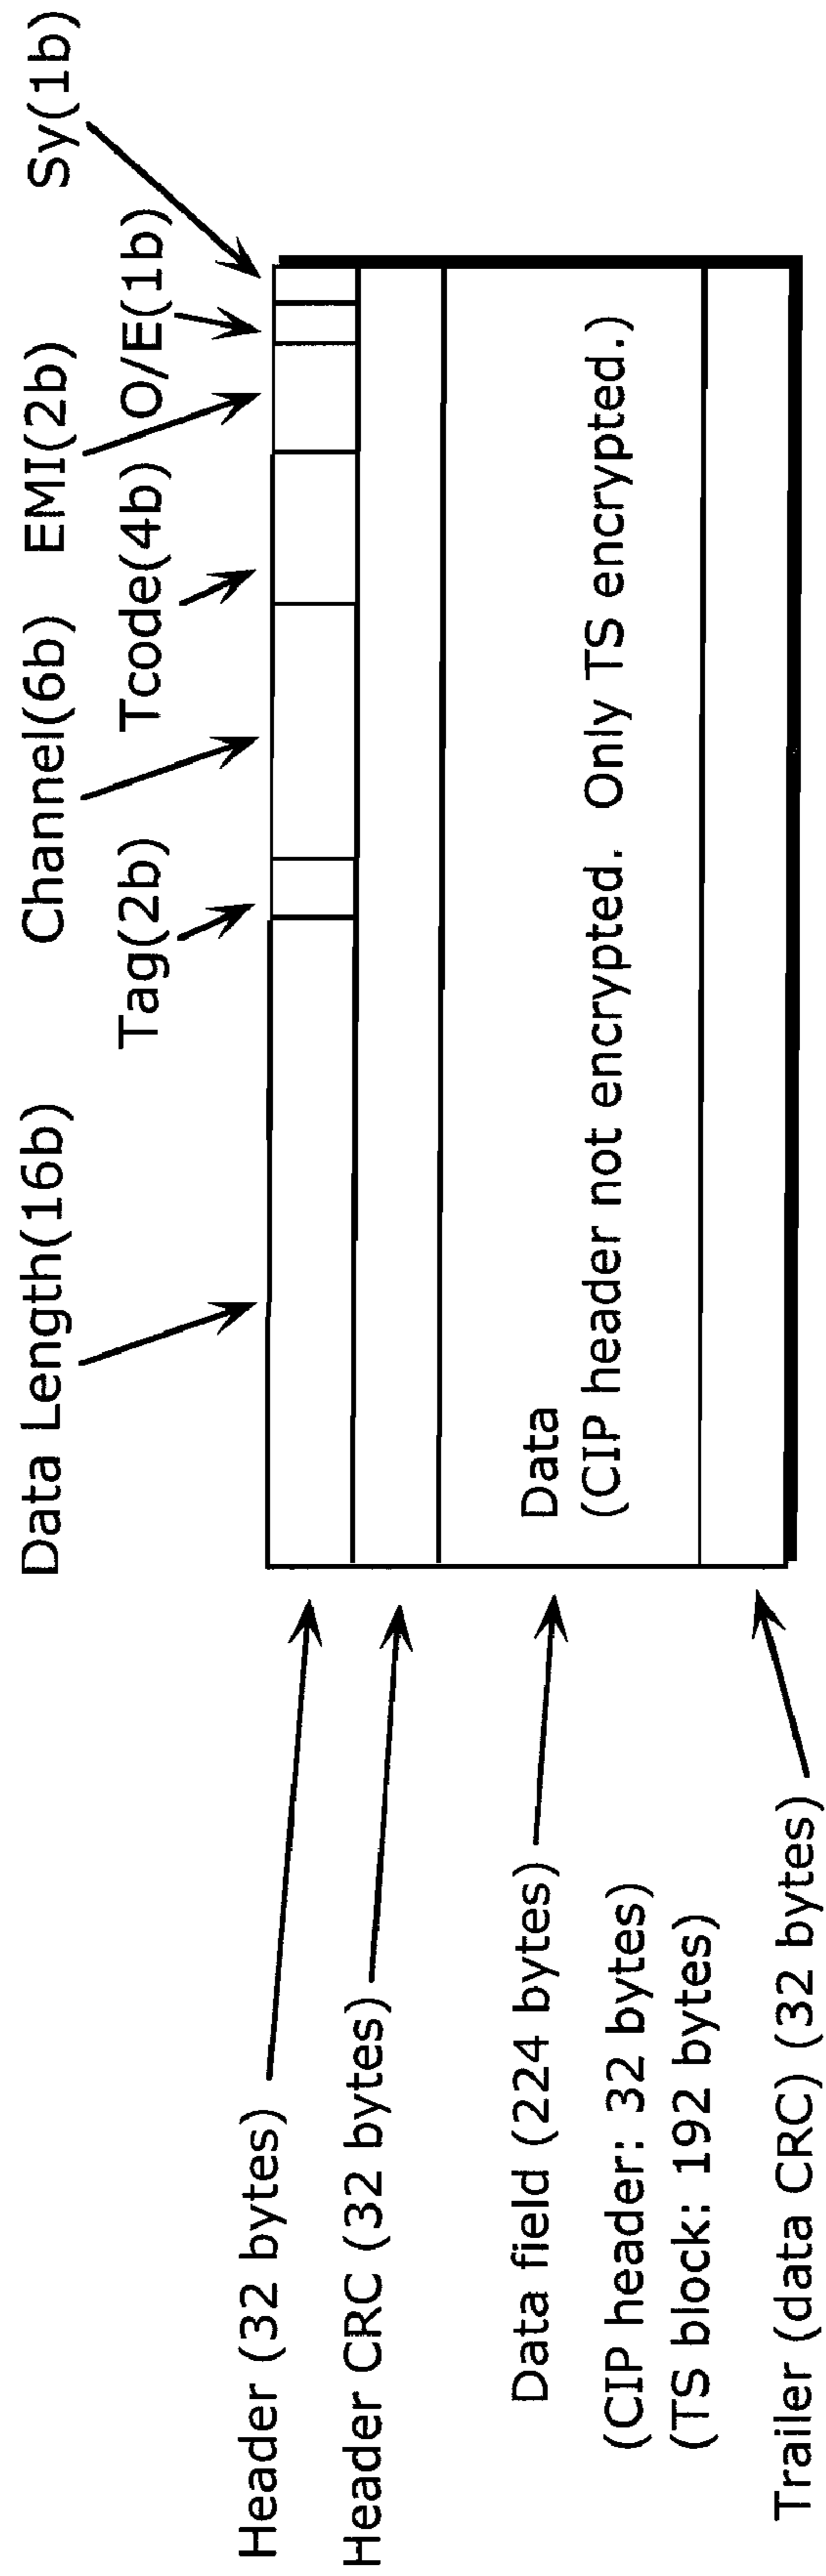 Data Length(16b)
Channel(6b)
EMI(2b)
Sy(1b)
Tag(2b)
Tcode(4b)
O/E(1b)
Header (32 bytes)
Header CRC (32 bytes)
Data
(CIP header not encrypted. Only TS encrypted.)
Data field (224 bytes)
(CIP header: 32 bytes)
(TS block: 192 bytes)
Trailer (data CRC) (32 bytes)